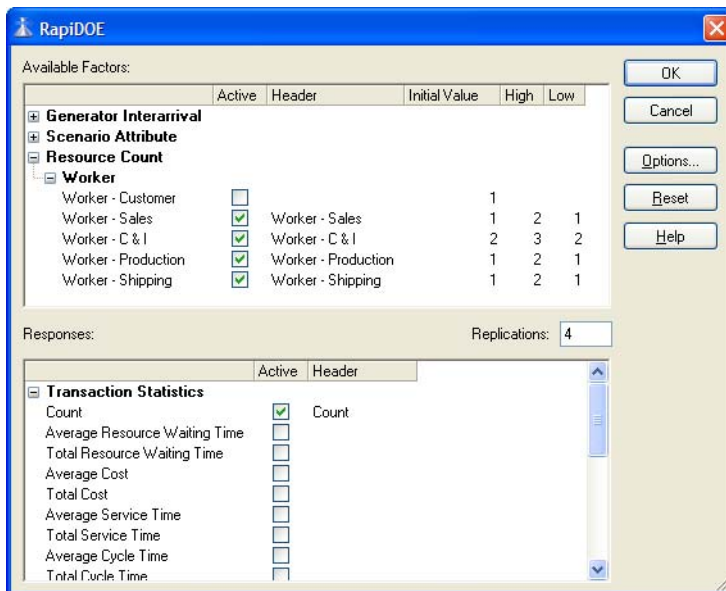 RapiDOE
Available Factors:
Active Header Initial Value High Low
Generator Interarrival
Scenario Attribute
Resource Count
Worker
Worker - Customer 1
Worker - Sales Worker - Sales 1 2 1
Worker - C & I Worker - C & I 2 3 2
Worker - Production Worker - Production 1 2 1
Worker - Shipping Worker - Shipping 1 2 1
OK
Cancel
Options...
Reset
Help
Responses: Replications: 4
Active Header
Transaction Statistics
Count Count
Average Resource Waiting Time
Total Resource Waiting Time
Average Cost
Total Cost
Average Service Time
Total Service Time
Average Cycle Time
Total Cycle Time